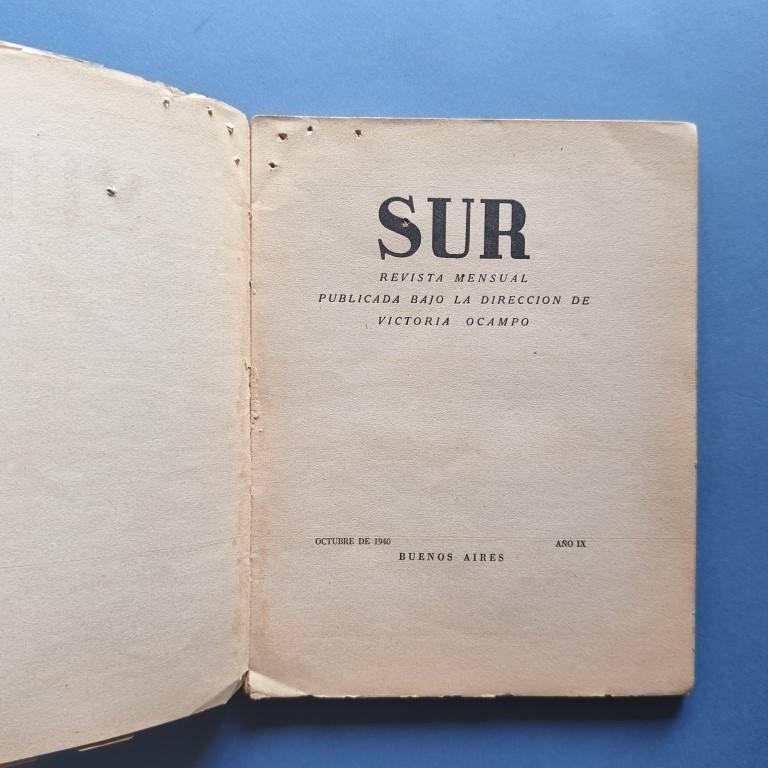 SUR
REVISTA MENSUAL
PUBLICADA BAJO LA DIRECCION DE
VICTORIA OCAMPO
OCTUBRE DE 1940 AÑO IX
BUENOS AIRES